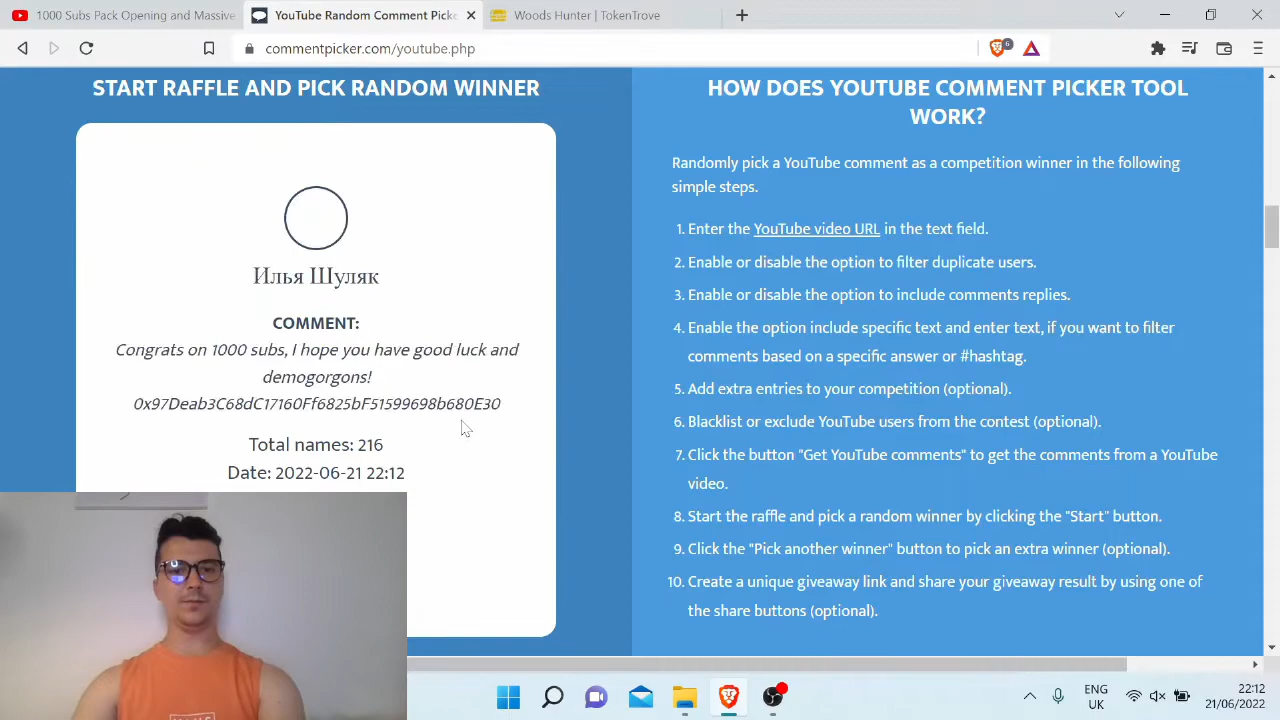 1000 Subs Pack Opening and Massive
YouTube Random Comment Picke
Woods Hunter | TokenTrove
commentpicker.com/youtube.php
6
START RAFFLE AND PICK RANDOM WINNER
Илья Шуляк
COMMENT:
Congrats on 1000 subs, I hope you have good luck and
demogorgons!
0x97Deab3C68dC17160Ff6825bF51599698b680E30
Total names: 216
Date: 2022-06-21 22:12
HOW DOES YOUTUBE COMMENT PICKER TOOL
WORK?
Randomly pick a YouTube comment as a competition winner in the following
simple steps.
1. Enter the YouTube video URL in the text field.
2. Enable or disable the option to filter duplicate users.
3. Enable or disable the option to include comments replies.
4. Enable the option include specific text and enter text, if you want to filter
comments based on a specific answer or #hashtag.
5. Add extra entries to your competition (optional).
6. Blacklist or exclude YouTube users from the contest (optional).
7. Click the button "Get YouTube comments" to get the comments from a YouTube
video.
8. Start the raffle and pick a random winner by clicking the "Start" button.
9. Click the "Pick another winner" button to pick an extra winner (optional).
10. Create a unique giveaway link and share your giveaway result by using one of
the share buttons (optional).
ENG
UK
22:12
21/06/2022